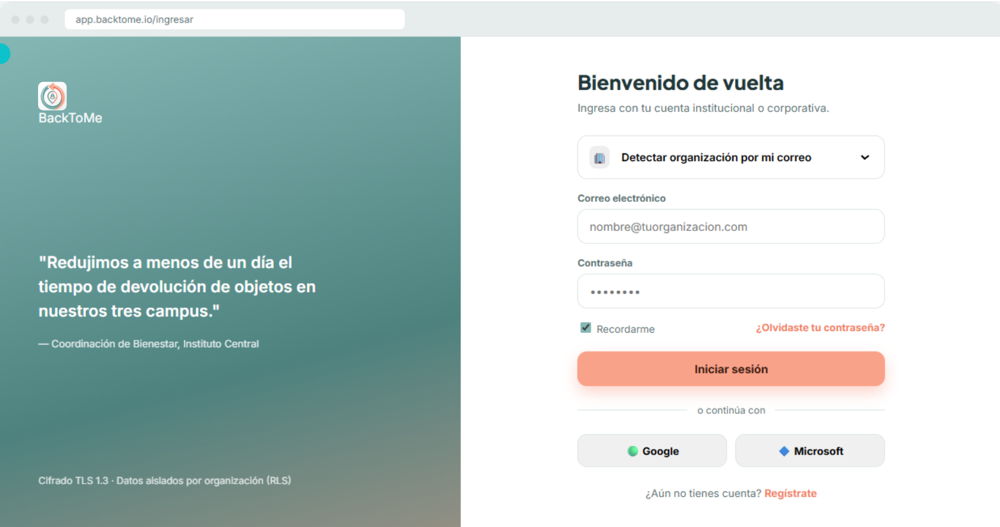 app.backtome.io/ingresar
BackToMe
"Redujimos a menos de un día el
tiempo de devolución de objetos en
nuestros tres campus."
— Coordinación de Bienestar, Instituto Central
Cifrado TLS 1.3 · Datos aislados por organización (RLS)
Bienvenido de vuelta
Ingresa con tu cuenta institucional o corporativa.
Detectar organización por mi correo
Correo electrónico
nombre@tuorganizacion.com
Contraseña
••••••••
Recordarme
¿Olvidaste tu contraseña?
Iniciar sesión
o continúa con
Google
Microsoft
¿Aún no tienes cuenta? Regístrate